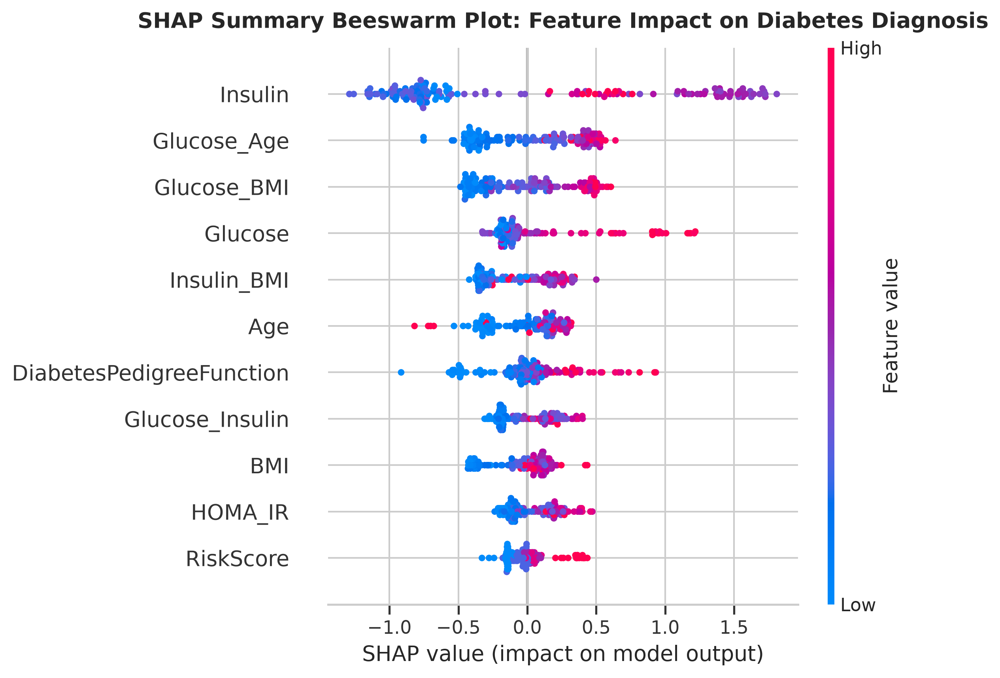 SHAP Summary Beeswarm Plot: Feature Impact on Diabetes Diagnosis
High
Insulin
Glucose_Age
Glucose_BMI
Glucose
Insulin_BMI
Age
DiabetesPedigreeFunction
Glucose_Insulin
BMI
HOMA_IR
RiskScore
Feature value
Low
−1.0 −0.5 0.0 0.5 1.0 1.5
SHAP value (impact on model output)